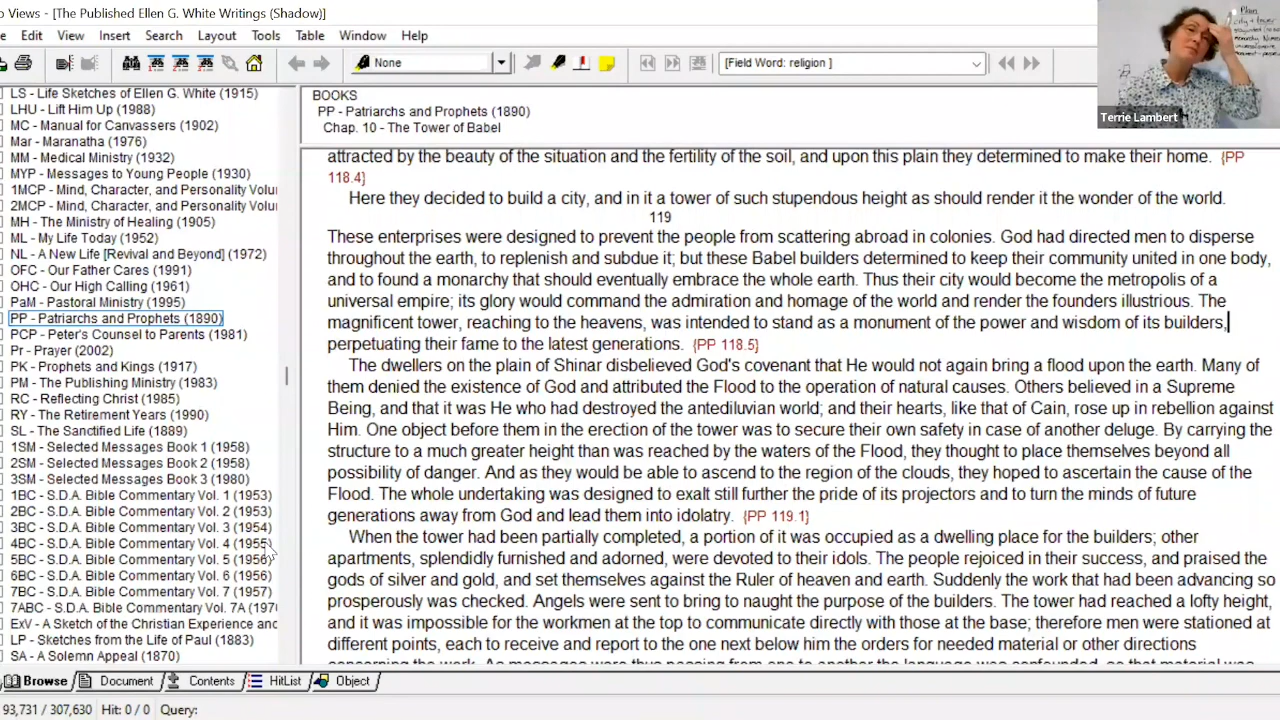 o Views - [The Published Ellen G. White Writings (Shadow)]
e Edit View Search Insert Layout Tools Table Window Help
None
[Field Word: religion ]
LS - Life Sketches of Ellen G. White (1915)
LHU - Lift Him Up (1988)
MC - Manual for Canvassers (1902)
Mar - Maranatha (1976)
MM - Medical Ministry (1932)
MYP - Messages to Young People (1930)
1MCP - Mind, Character, and Personality Volu
2MCP - Mind, Character, and Personality Volu
MH - The Ministry of Healing (1905)
ML - My Life Today (1952)
NL - A New Life [Revival and Beyond] (1972)
OFC - Our Father Cares (1991)
OHC - Our High Calling (1961)
PaM - Pastoral Ministry (1995)
PP - Patriarchs and Prophets (1890)
PCP - Peter's Counsel to Parents (1981)
Pr - Prayer (2002)
PK - Prophets and Kings (1917)
PM - The Publishing Ministry (1983)
RC - Reflecting Christ (1985)
RY - The Retirement Years (1990)
SL - The Sanctified Life (1889)
1SM - Selected Messages Book 1 (1958)
2SM - Selected Messages Book 2 (1958)
3SM - Selected Messages Book 3 (1980)
1BC - S.D.A. Bible Commentary Vol. 1 (1953)
2BC - S.D.A. Bible Commentary Vol. 2 (1953)
3BC - S.D.A. Bible Commentary Vol. 3 (1954)
4BC - S.D.A. Bible Commentary Vol. 4 (1955)
5BC - S.D.A. Bible Commentary Vol. 5 (1956)
6BC - S.D.A. Bible Commentary Vol. 6 (1956)
7BC - S.D.A. Bible Commentary Vol. 7 (1957)
7ABC - S.D.A. Bible Commentary Vol. 7A (197
ExV - A Sketch of the Christian Experience anc
LP - Sketches from the Life of Paul (1883)
SA - A Solemn Appeal (1870)
BOOKS
PP - Patriarchs and Prophets (1890)
Chap. 10 - The Tower of Babel
attracted by the beauty of the situation and the fertility of the soil, and upon this plain they determined to make their home. {PP
118.4}
Here they decided to build a city, and in it a tower of such stupendous height as should render it the wonder of the world.
119
These enterprises were designed to prevent the people from scattering abroad in colonies. God had directed men to disperse
throughout the earth, to replenish and subdue it; but these Babel builders determined to keep their community united in one body,
and to found a monarchy that should eventually embrace the whole earth. Thus their city would become the metropolis of a
universal empire; its glory would command the admiration and homage of the world and render the founders illustrious. The
magnificent tower, reaching to the heavens, was intended to stand as a monument of the power and wisdom of its builders,
perpetuating their fame to the latest generations. {PP 118.5}
The dwellers on the plain of Shinar disbelieved God's covenant that He would not again bring a flood upon the earth. Many of
them denied the existence of God and attributed the Flood to the operation of natural causes. Others believed in a Supreme
Being, and that it was He who had destroyed the antediluvian world; and their hearts, like that of Cain, rose up in rebellion against
Him. One object before them in the erection of the tower was to secure their own safety in case of another deluge. By carrying the
structure to a much greater height than was reached by the waters of the Flood, they thought to place themselves beyond all
possibility of danger. And as they would be able to ascend to the region of the clouds, they hoped to ascertain the cause of the
Flood. The whole undertaking was designed to exalt still further the pride of its projectors and to turn the minds of future
generations away from God and lead them into idolatry. {PP 119.1}
When the tower had been partially completed, a portion of it was occupied as a dwelling place for the builders; other
apartments, splendidly furnished and adorned, were devoted to their idols. The people rejoiced in their success, and praised the
gods of silver and gold, and set themselves against the Ruler of heaven and earth. Suddenly the work that had been advancing so
prosperously was checked. Angels were sent to bring to naught the purpose of the builders. The tower had reached a lofty height,
and it was impossible for the workmen at the top to communicate directly with those at the base; therefore men were stationed at
different points, each to receive and report to the one next below him the orders for needed material or other directions
concerning the work. As messages were thus passing from one to another the language was confounded, so that material was
Plain
city + tower
Terrie Lambert
Browse Document Contents HitList Object
93,731 / 307,630 Hit: 0 / 0 Query: